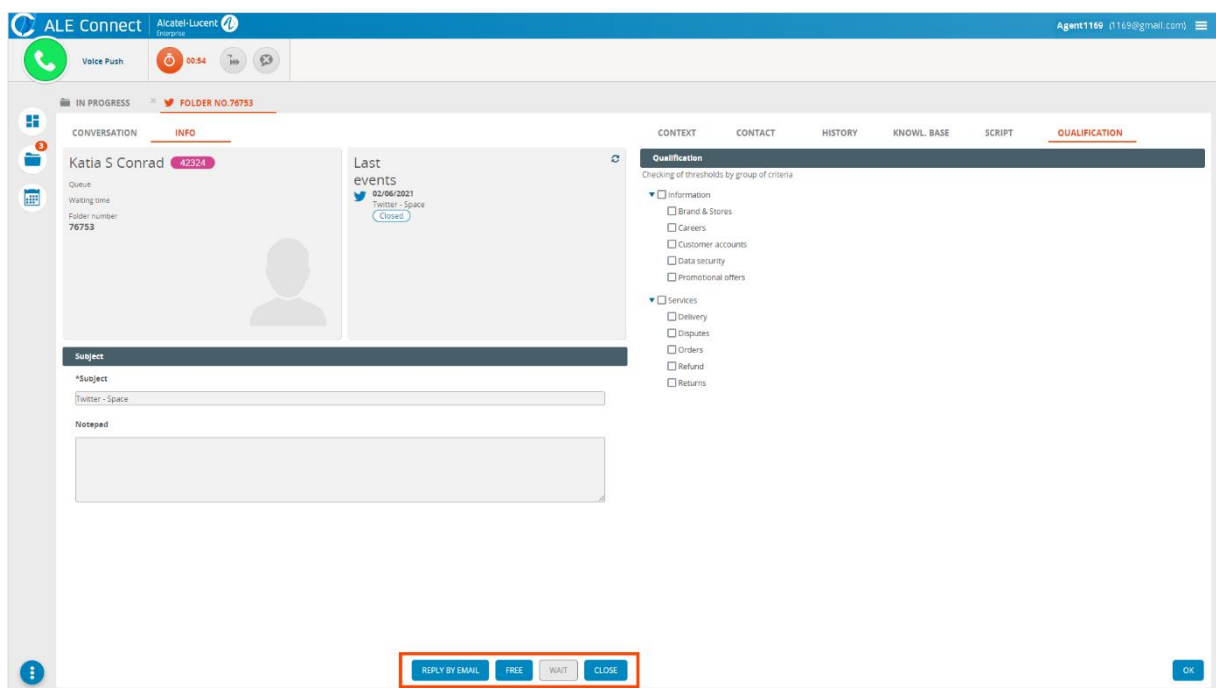 ALE Connect
Alcatel·Lucent
Enterprise
Agent1169 (1169@gmail.com)
Voice Push
00:54
IN PROGRESS
FOLDER NO.76753
3
CONVERSATION
INFO
CONTEXT
CONTACT
HISTORY
KNOWL. BASE
SCRIPT
QUALIFICATION
Katia S Conrad
42324
Queue
Waiting time
Folder number
76753
Last
events
02/06/2021
Twitter - Space
Closed
Qualification
Checking of thresholds by group of criteria
Information
Brand & Stores
Careers
Customer accounts
Data security
Promotional offers
Services
Delivery
Disputes
Orders
Refund
Returns
Subject
*Subject
Twitter - Space
Notepad
REPLY BY EMAIL
FREE
WAIT
CLOSE
OK